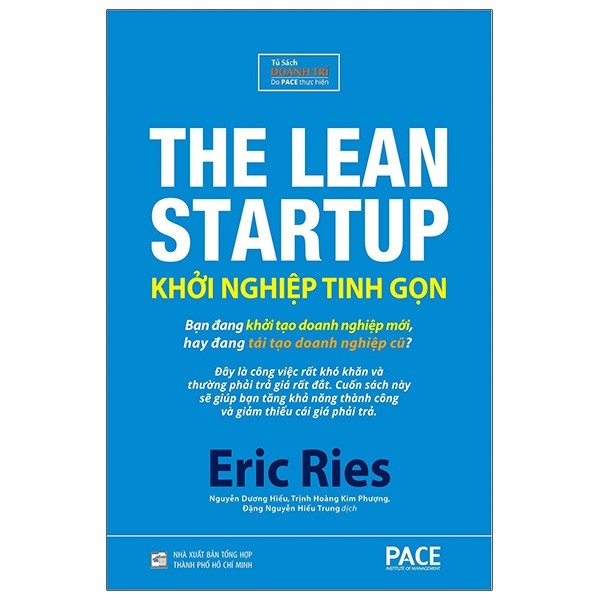 Tủ Sách
DOANH TRÍ
Do PACE thực hiện
THE LEAN
STARTUP
KHỞI NGHIỆP TINH GỌN
Bạn đang khởi tạo doanh nghiệp mới,
hay đang tái tạo doanh nghiệp cũ?
Đây là công việc rất khó khăn và
thường phải trả giá rất đắt. Cuốn sách này
sẽ giúp bạn tăng khả năng thành công
và giảm thiểu cái giá phải trả.
Eric Ries
Nguyễn Dương Hiếu, Trịnh Hoàng Kim Phượng,
Đặng Nguyễn Hiếu Trung dịch
NHÀ XUẤT BẢN TỔNG HỢP
THÀNH PHỐ HỒ CHÍ MINH
PACE
INSTITUTE OF MANAGEMENT